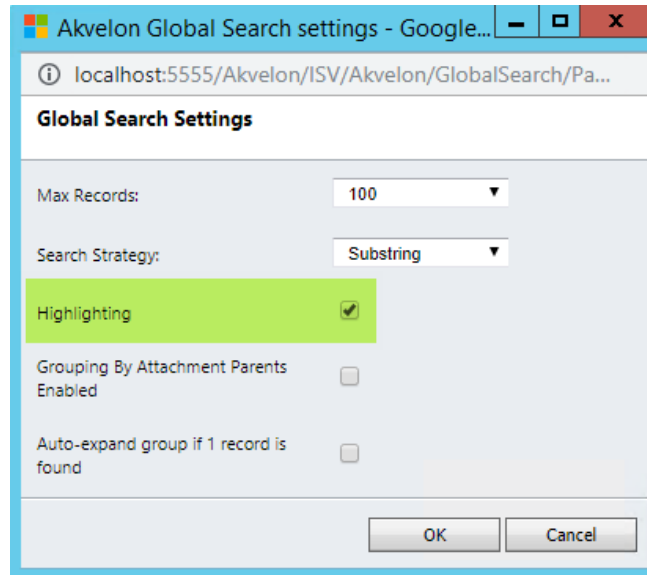 Akvelon Global Search settings - Google...
localhost:5555/Akvelon/ISV/Akvelon/GlobalSearch/Pa...
Global Search Settings
Max Records: 100
Search Strategy: Substring
Highlighting
Grouping By Attachment Parents
Enabled
Auto-expand group if 1 record is
found
OK Cancel